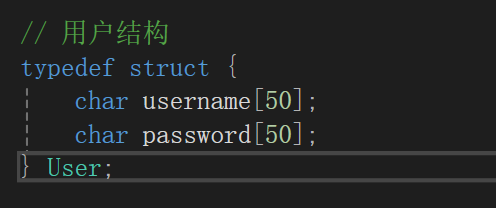 // 用户结构
typedef struct {
char username[50];
char password[50];
} User;